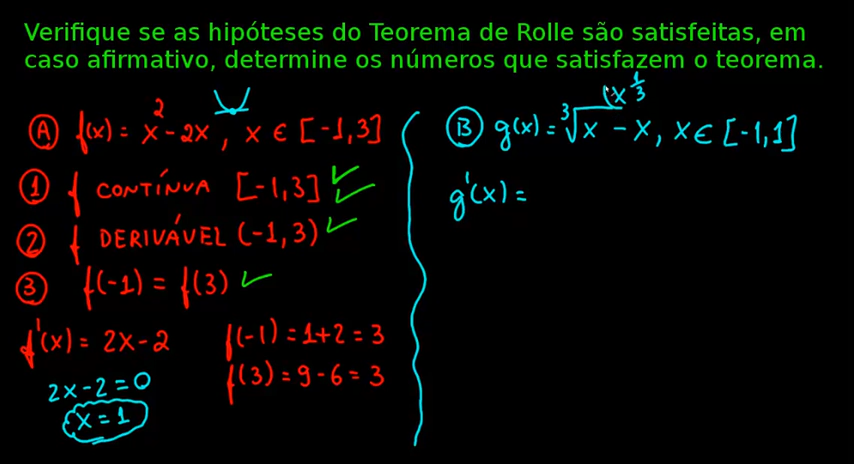 Verifique se as hipóteses do Teorema de Rolle são satisfeitas, em
caso afirmativo, determine os números que satisfazem o teorema.
A f(x) = x² - 2x , x ∈ [-1,3]
1 f CONTÍNUA [-1,3]
2 f DERIVÁVEL (-1,3)
3 f(-1) = f(3)
f'(x) = 2x-2
2x-2=0
x=1
f(-1) = 1+2 = 3
f(3) = 9-6 = 3
(x^1/3
B g(x) = ∛x - x, x ∈ [-1,1]
g'(x) =